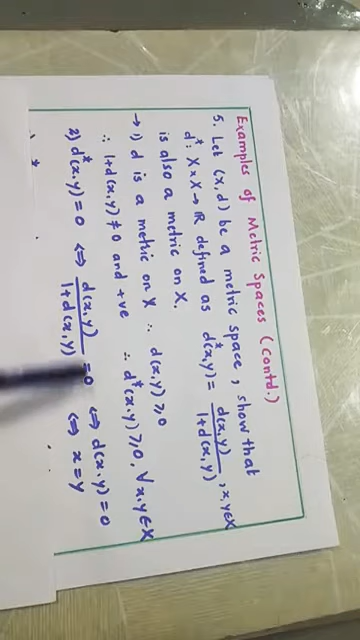 Examples of Metric Spaces (Contd.)
5. Let (X,d) be a metric space, show that
d*: X×X→ℝ defined as d*(x,y) = d(x,y) / 1+d(x,y) , x,y∈X
is also a metric on X.
→ 1) d is a metric on X ∴ d(x,y) ≥ 0
∴ 1+d(x,y) ≠ 0 and +ve ∴ d*(x,y) ≥ 0, ∀ x,y∈X
2) d*(x,y) = 0 ⇔ d(x,y) / 1+d(x,y) = 0 ⇔ d(x,y) = 0
⇔ x = y